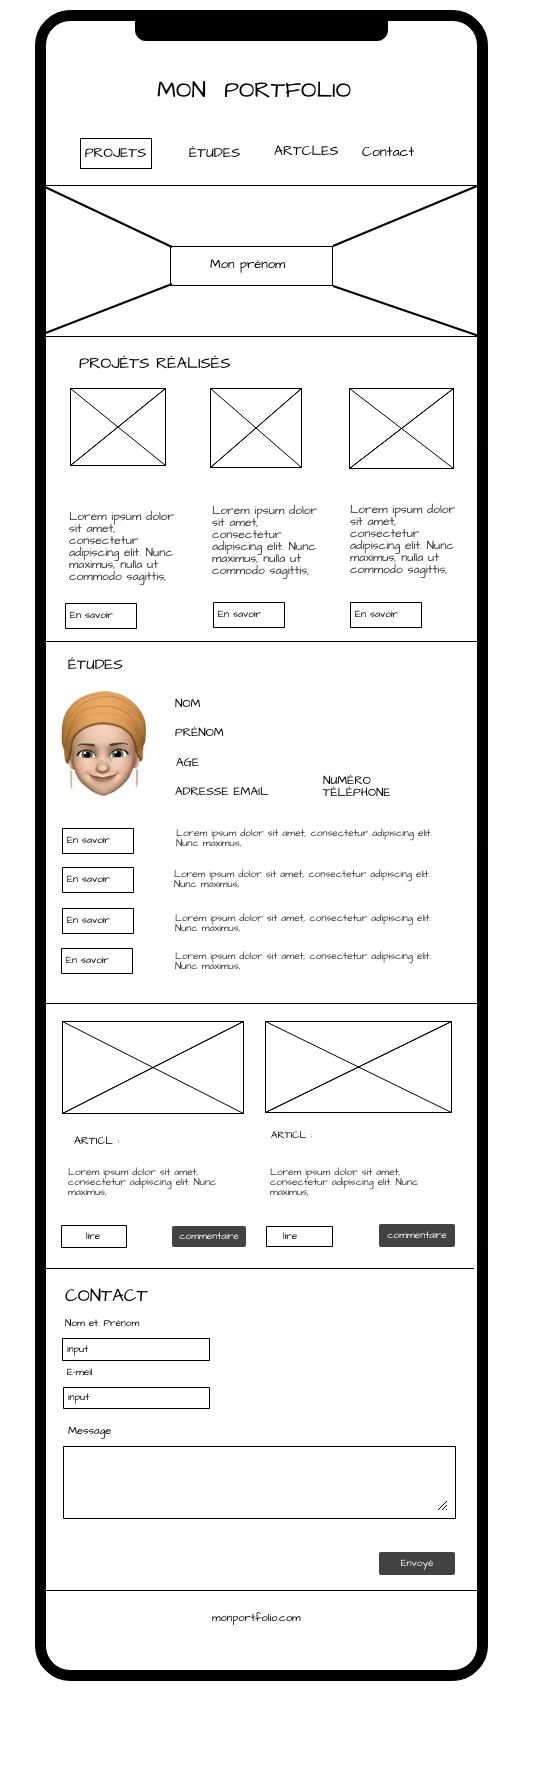 MON PORTFOLIO
PROJETS
ÉTUDES
ARTCLES
Contact
Mon prénom
PROJÉTS RÉALISÉS
Lorem ipsum dolor
sit amet,
consectetur
adipiscing elit. Nunc
maximus, nulla ut
commodo sagittis,
Lorem ipsum dolor
sit amet,
consectetur
adipiscing elit. Nunc
maximus, nulla ut
commodo sagittis,
Lorem ipsum dolor
sit amet,
consectetur
adipiscing elit. Nunc
maximus, nulla ut
commodo sagittis,
En savoir
En savoir
En savoir
ÉTUDES
NOM
PRÉNOM
AGE
ADRESSE EMAIL
NUMÉRO
TÉLÉPHONE
En savoir
Lorem ipsum dolor sit amet, consectetur adipiscing elit.
Nunc maximus,
En savoir
Lorem ipsum dolor sit amet, consectetur adipiscing elit.
Nunc maximus,
En savoir
Lorem ipsum dolor sit amet, consectetur adipiscing elit.
Nunc maximus,
En savoir
Lorem ipsum dolor sit amet, consectetur adipiscing elit.
Nunc maximus,
ARTICL :
Lorem ipsum dolor sit amet,
consectetur adipiscing elit. Nunc
maximus,
lire
commentaire
ARTICL :
Lorem ipsum dolor sit amet,
consectetur adipiscing elit. Nunc
maximus,
lire
commentaire
CONTACT
Nom et. Prénom
input
E-meil
input
Message
Envoyé
monportfolio.com